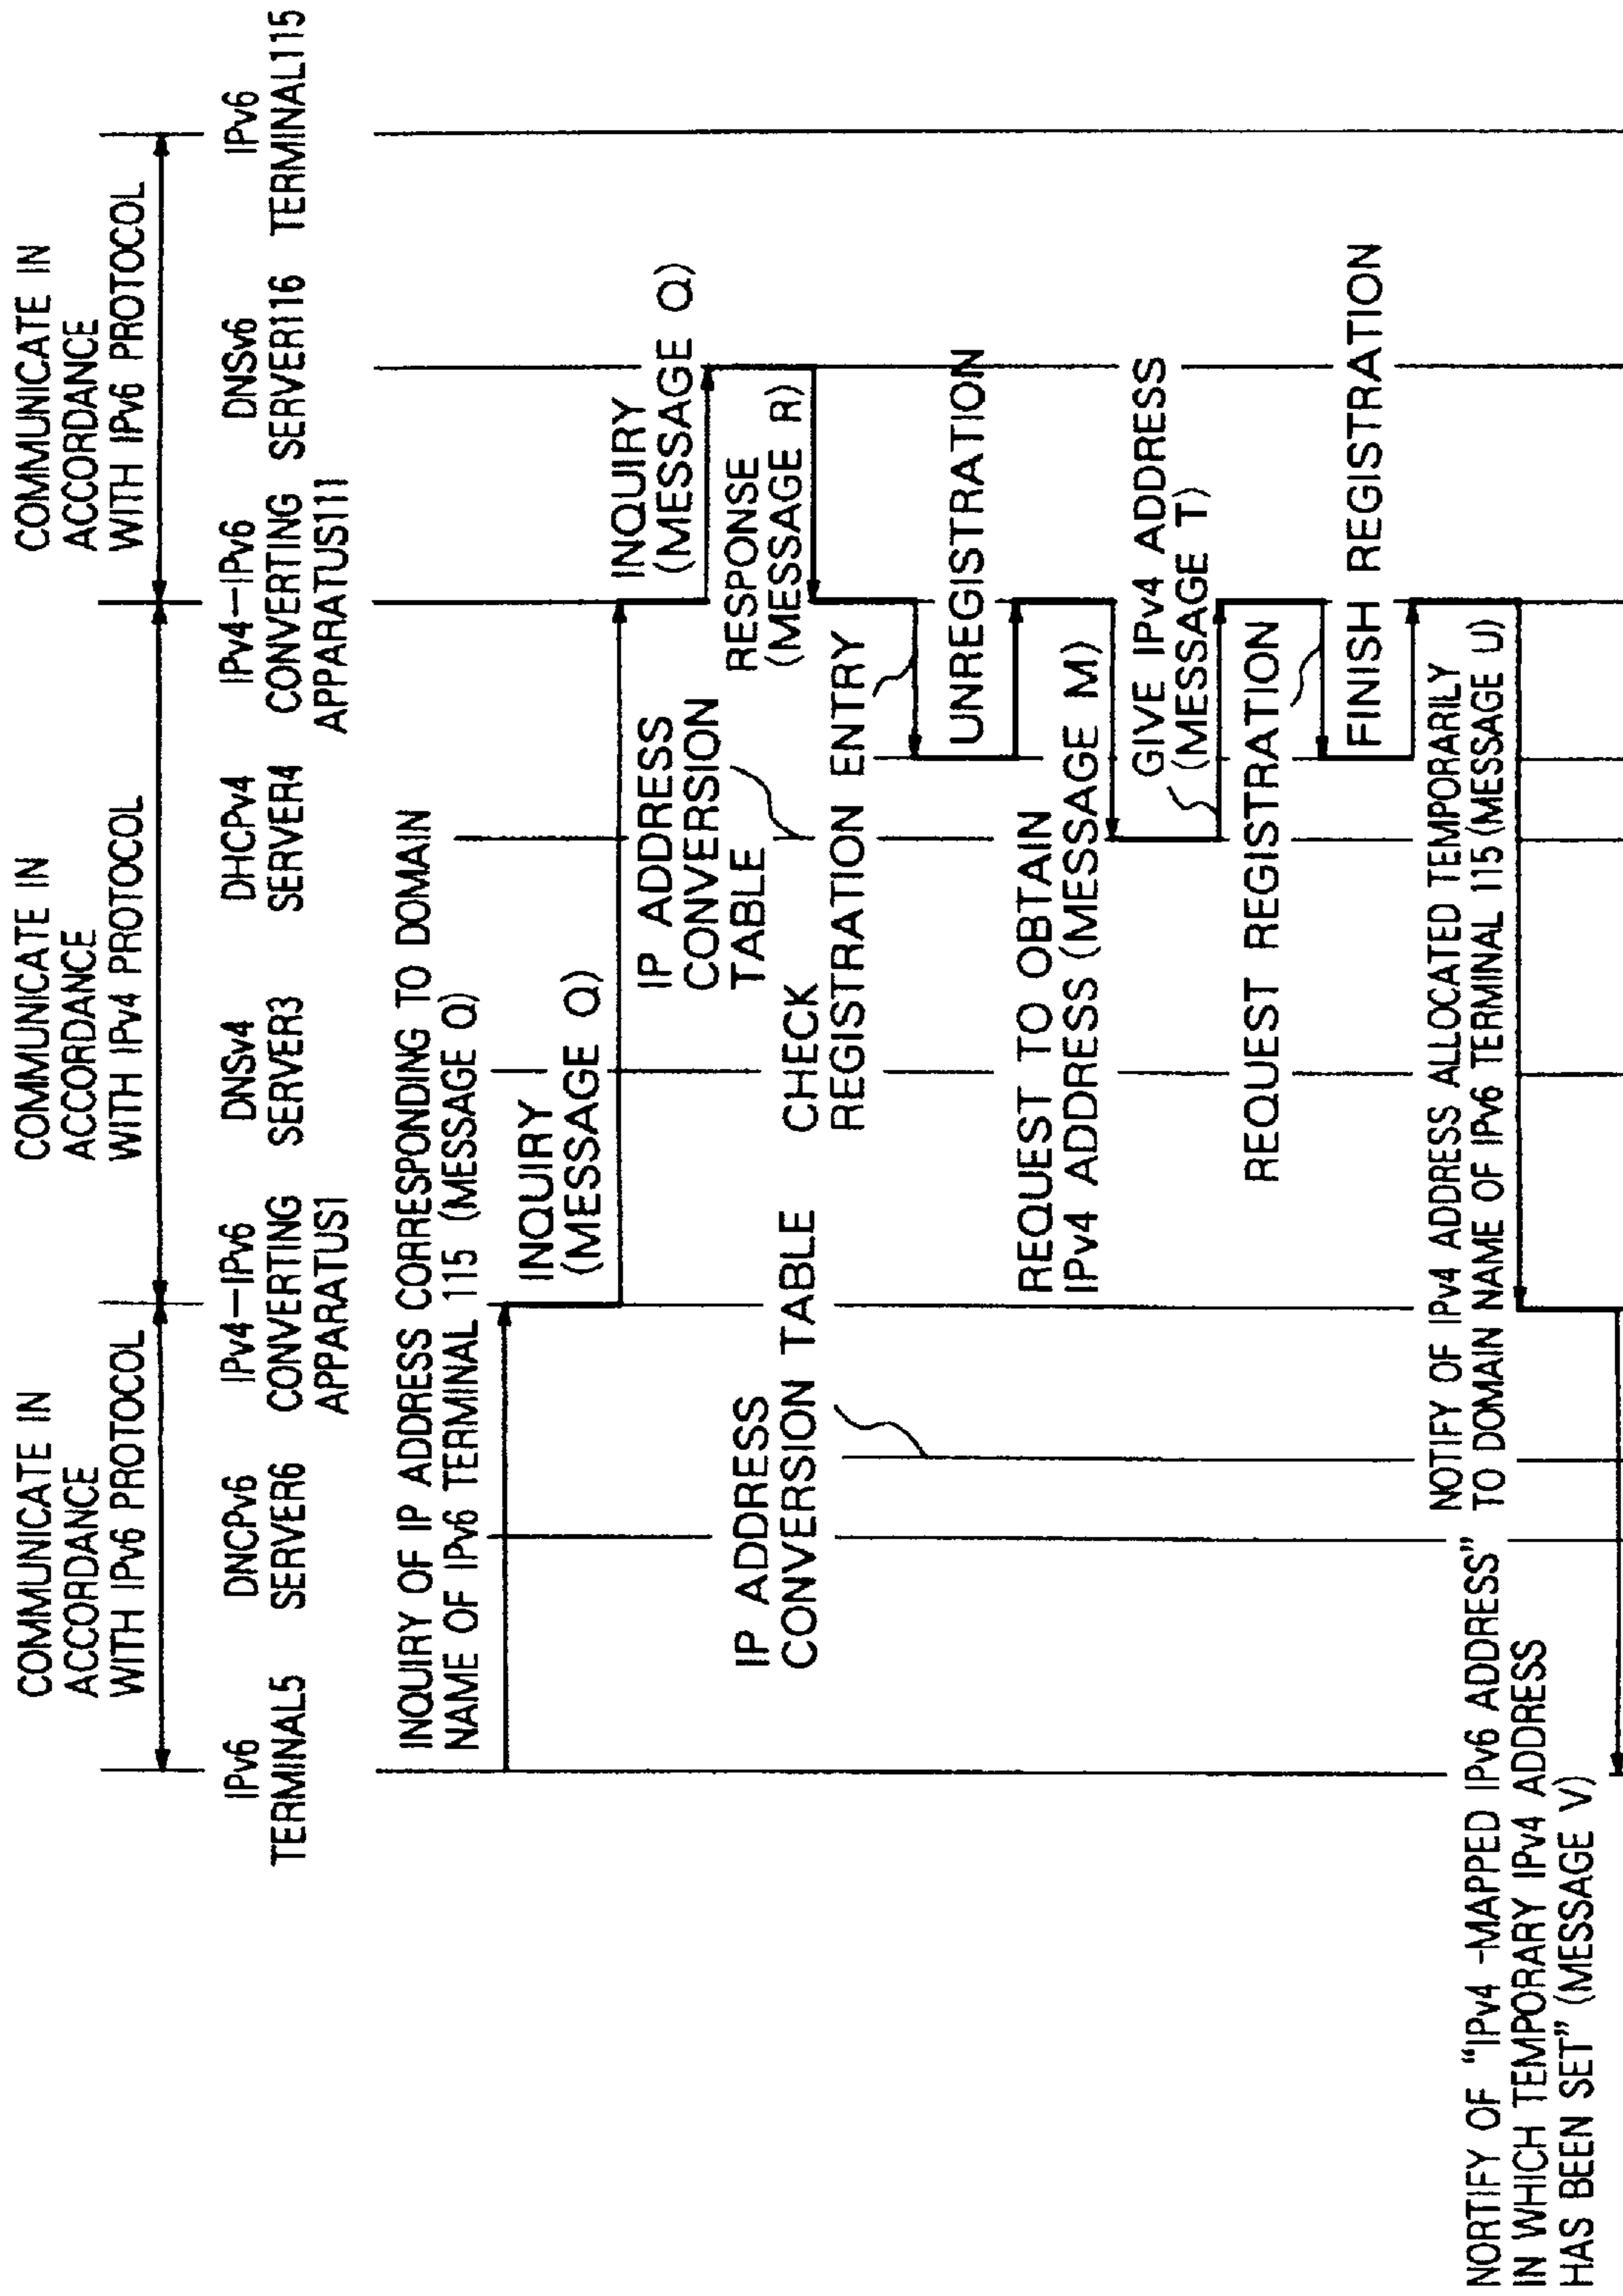 COMMUNICATE IN
ACCORDANCE
WITH IPv6 PROTOCOL
COMMUNICATE IN
ACCORDANCE
WITH IPv4 PROTOCOL
COMMUNICATE IN
ACCORDANCE
WITH IPv6 PROTOCOL
IPv6
TERMINAL5
DNCPv6
SERVER6
IPv4-IPv6
CONVERTING
APPARATUS1
DNSv4
SERVER3
DHCPv4
SERVER4
IPv4-IPv6
CONVERTING
APPARATUS111
DNSv6
SERVER116
IPv6
TERMINAL115
INQUIRY OF IP ADDRESS CORRESPONDING TO DOMAIN
NAME OF IPv6 TERMINAL 115 (MESSAGE Q)
INQUIRY
(MESSAGE Q)
INQUIRY
(MESSAGE Q)
IP ADDRESS
CONVERSION
TABLE
RESPONSE
(MESSAGE R)
IP ADDRESS
CONVERSION TABLE
CHECK
REGISTRATION ENTRY
UNREGISTRATION
REQUEST TO OBTAIN
IPv4 ADDRESS (MESSAGE M)
GIVE IPv4 ADDRESS
(MESSAGE T)
REQUEST REGISTRATION
FINISH REGISTRATION
NOTIFY OF IPv4 ADDRESS ALLOCATED TEMPORARILY
TO DOMAIN NAME OF IPv6 TERMINAL 115 (MESSAGE U)
NORTIFY OF "IPv4 -MAPPED IPv6 ADDRESS"
IN WHICH TEMPORARY IPv4 ADDRESS
HAS BEEN SET" (MESSAGE V)